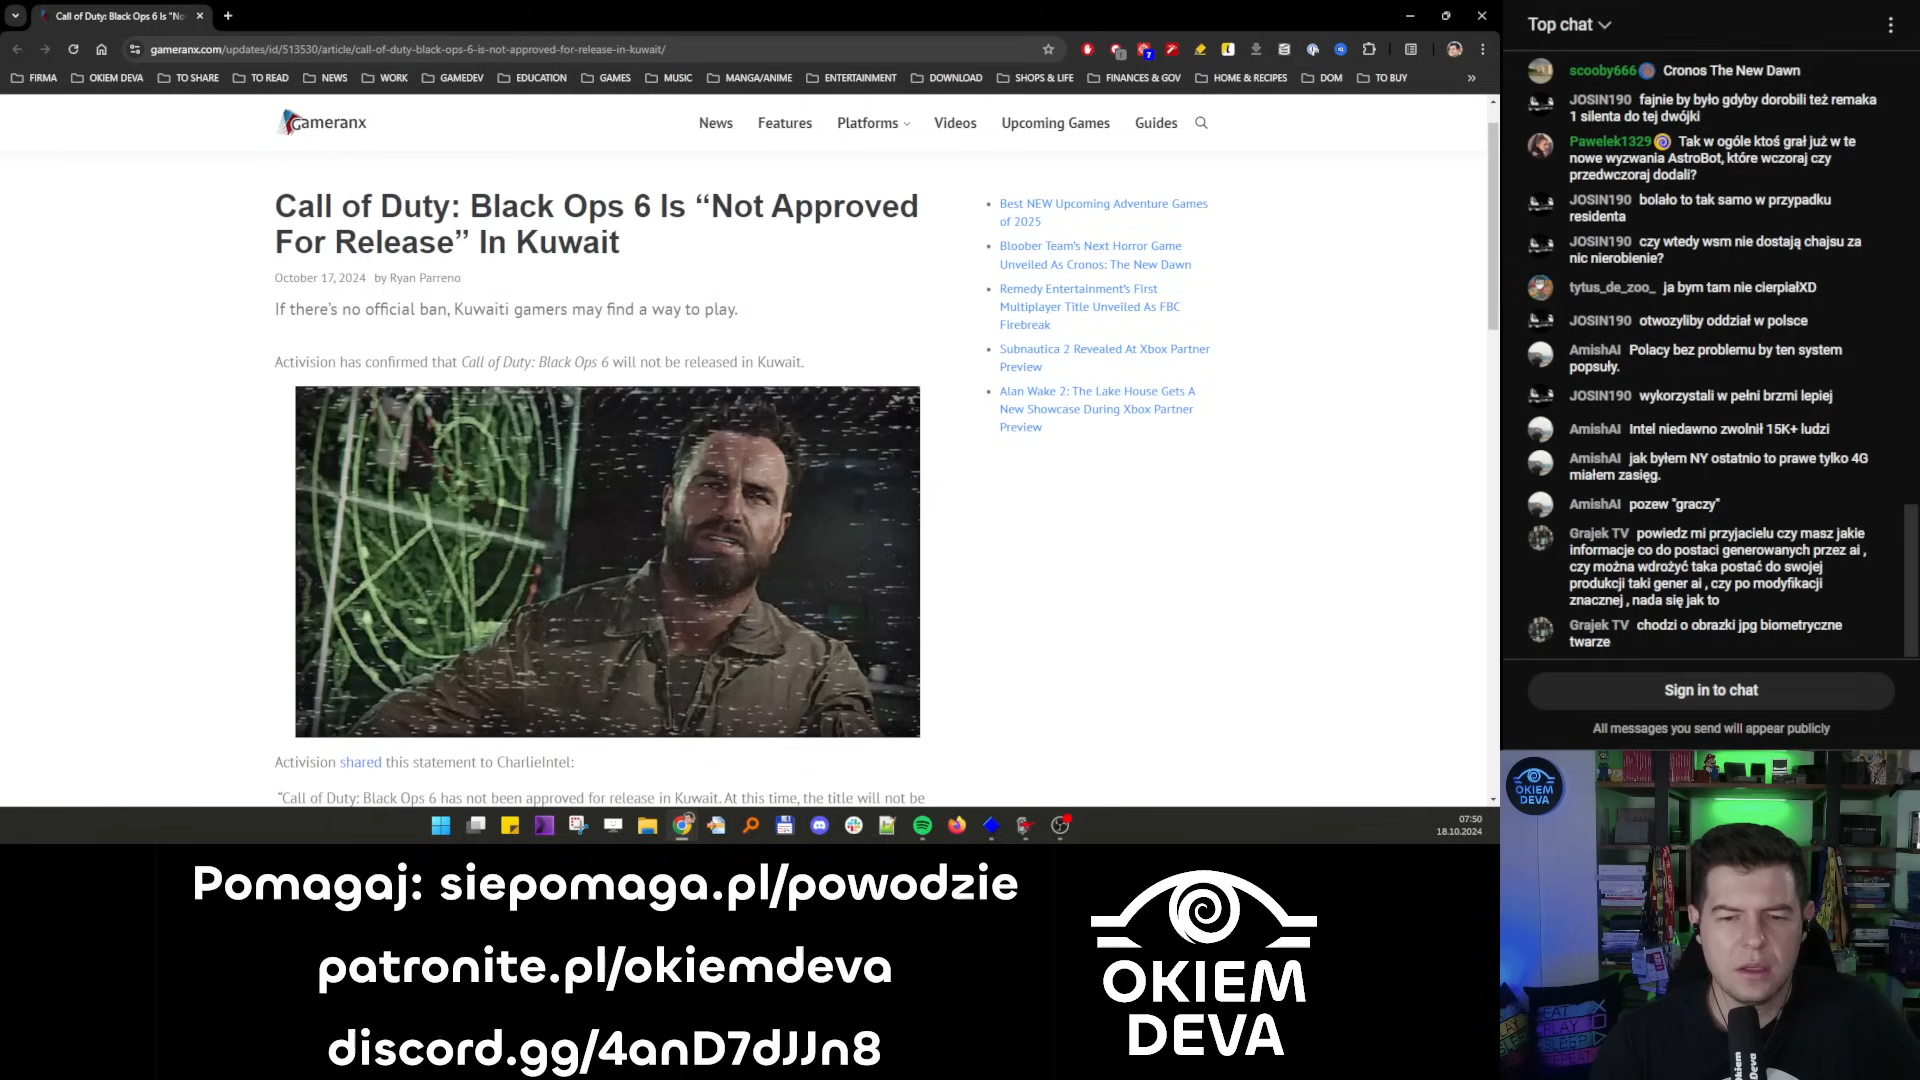 Call of Duty: Black Ops 6 Is "No
gameranx.com/updates/id/513530/article/call-of-duty-black-ops-6-is-not-approved-for-release-in-kuwait/
FIRMA
OKIEM DEVA
TO SHARE
TO READ
NEWS
WORK
GAMEDEV
EDUCATION
GAMES
MUSIC
MANGA/ANIME
ENTERTAINMENT
DOWNLOAD
SHOPS & LIFE
FINANCES & GOV
HOME & RECIPES
DOM
TO BUY
Gameranx
News
Features
Platforms
Videos
Upcoming Games
Guides
Call of Duty: Black Ops 6 Is “Not Approved
For Release” In Kuwait
October 17, 2024 by Ryan Parreno
If there’s no official ban, Kuwaiti gamers may find a way to play.
Activision has confirmed that Call of Duty: Black Ops 6 will not be released in Kuwait.
Activision shared this statement to CharlieIntel:
“Call of Duty: Black Ops 6 has not been approved for release in Kuwait. At this time, the title will not be
Best NEW Upcoming Adventure Games
of 2025
Bloober Team’s Next Horror Game
Unveiled As Cronos: The New Dawn
Remedy Entertainment’s First
Multiplayer Title Unveiled As FBC
Firebreak
Subnautica 2 Revealed At Xbox Partner
Preview
Alan Wake 2: The Lake House Gets A
New Showcase During Xbox Partner
Preview
07:50
18.10.2024
Top chat
scooby666 Cronos The New Dawn
JOSIN190 fajnie by było gdyby dorobili też remaka
1 silenta do tej dwójki
Pawelek1329 Tak w ogóle ktoś grał już w te
nowe wyzwania AstroBot, które wczoraj czy
przedwczoraj dodali?
JOSIN190 bolało to tak samo w przypadku
residenta
JOSIN190 czy wtedy wsm nie dostają chajsu za
nic nierobienie?
tytus_de_zoo_ ja bym tam nie cierpiałXD
JOSIN190 otwozyliby oddział w polsce
AmishAI Polacy bez problemu by ten system
popsuły.
JOSIN190 wykorzystali w pełni brzmi lepiej
AmishAI Intel niedawno zwolnił 15K+ ludzi
AmishAI jak byłem NY ostatnio to prawe tylko 4G
miałem zasięg.
AmishAI pozew "graczy"
Grajek TV powiedz mi przyjacielu czy masz jakie
informacje co do postaci generowanych przez ai ,
czy można wdrożyć taka postać do swojej
produkcji taki gener ai , czy po modyfikacji
znacznej , nada się jak to
Grajek TV chodzi o obrazki jpg biometryczne
twarze
Sign in to chat
All messages you send will appear publicly
OKIEM
DEVA
EAT
PLAY
SLEEP
REPEAT
Okiem
Deva
Pomagaj: siepomaga.pl/powodzie
patronite.pl/okiemdeva
discord.gg/4anD7dJJn8
OKIEM
DEVA